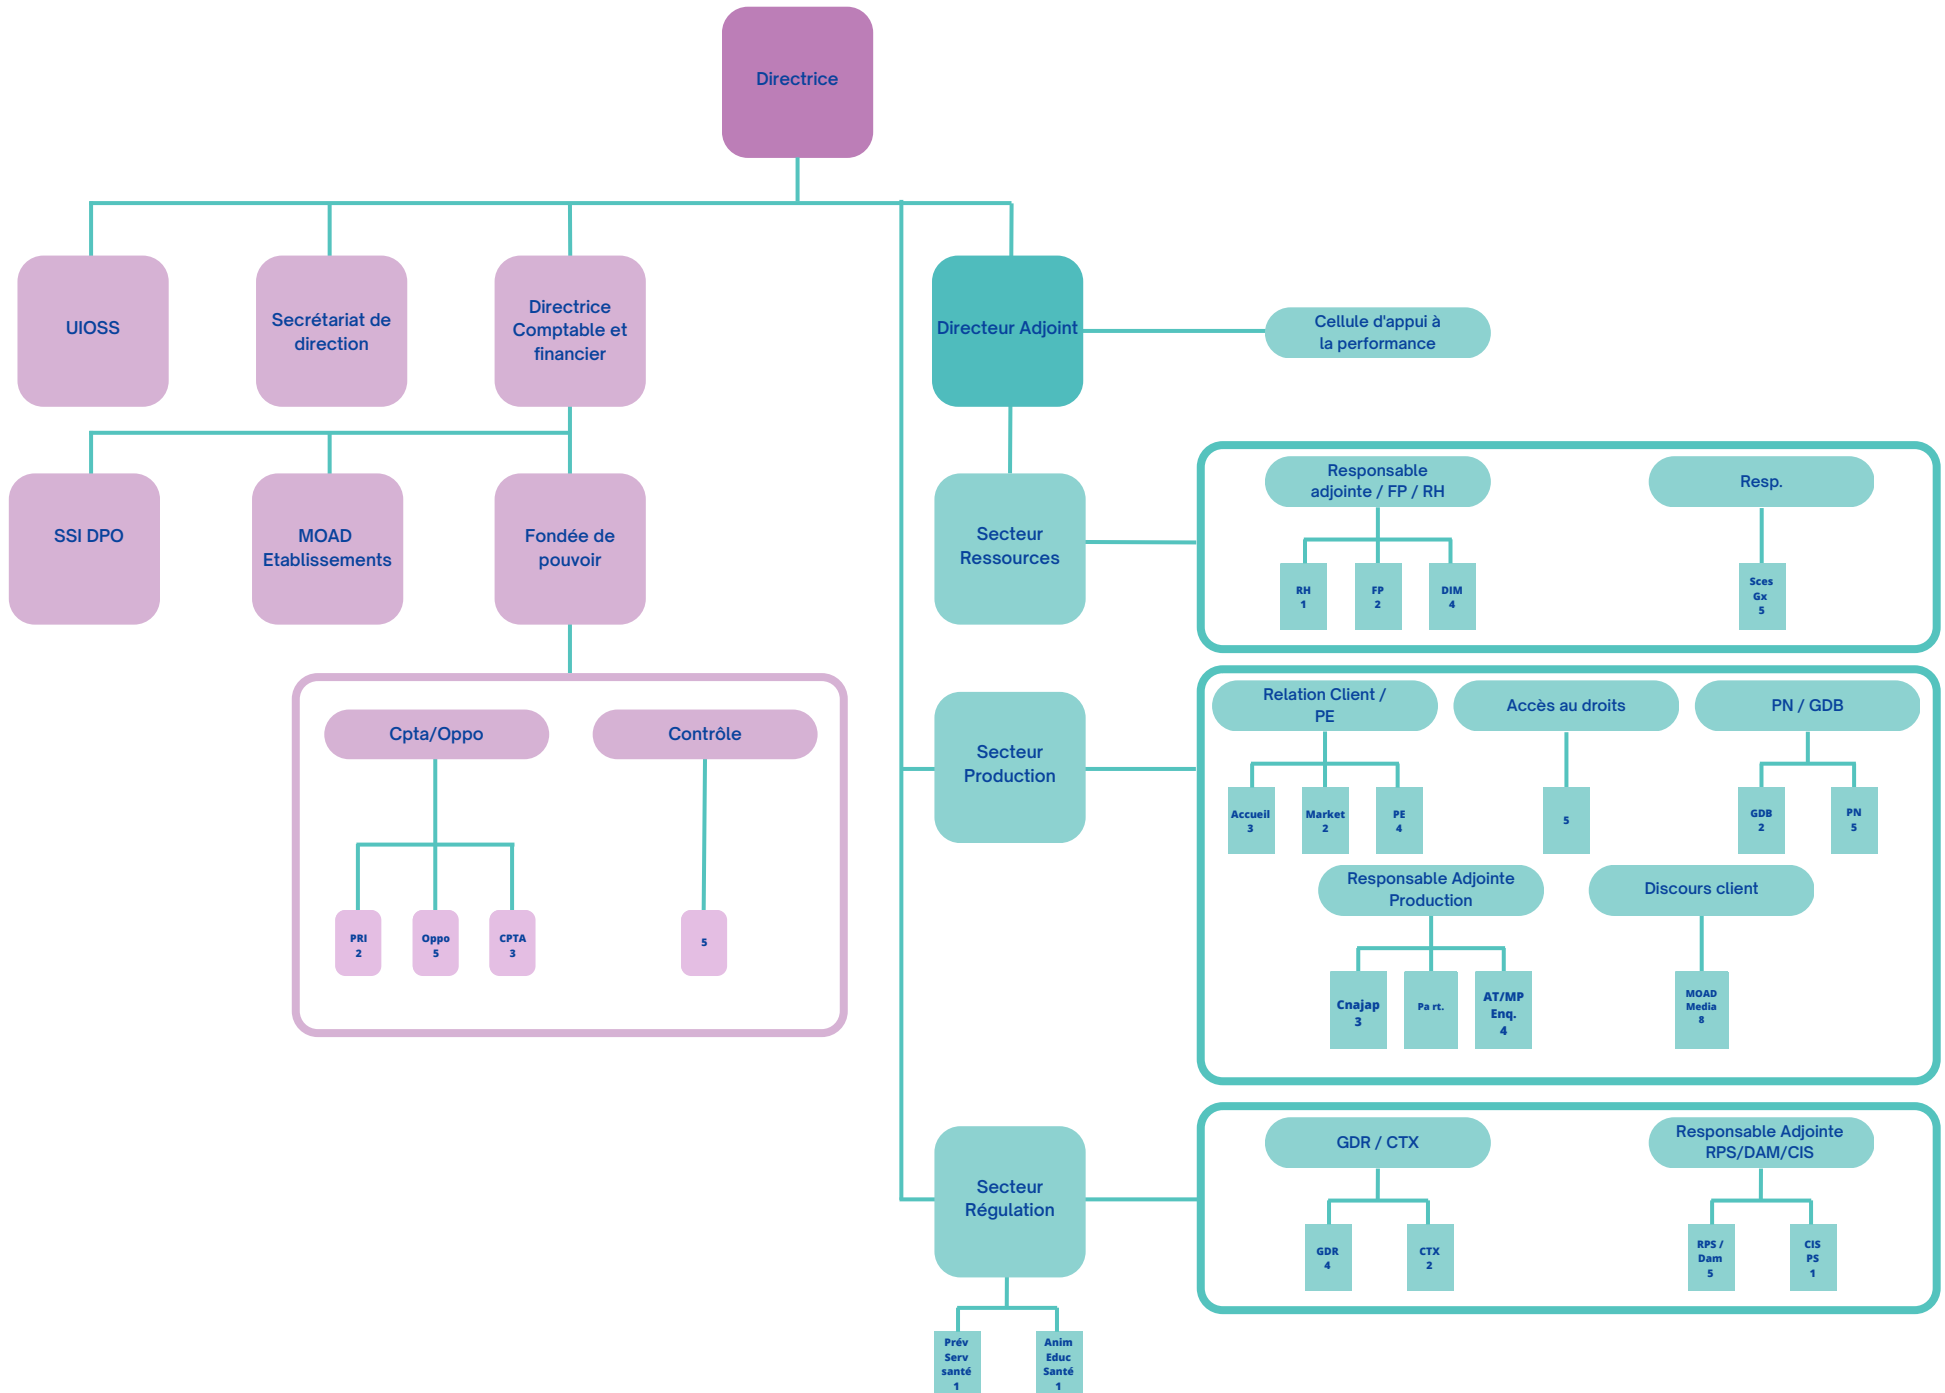 Directrice
UIOSS
Secrétariat de
direction
Directrice
Comptable et
financier
Directeur Adjoint
Cellule d'appui à
la performance
SSI DPO
MOAD
Etablissements
Fondée de
pouvoir
Secteur
Ressources
Responsable
adjointe / FP / RH
Resp.
RH
1
FP
2
DIM
4
Sces
Gx
5
Cpta/Oppo
Contrôle
PRI
2
Oppo
5
CPTA
3
5
Secteur
Production
Relation Client /
PE
Accès au droits
PN / GDB
Accueil
3
Market
2
PE
4
5
GDB
2
PN
5
Responsable Adjointe
Production
Discours client
Cnajap
3
Pa rt.
AT/MP
Enq.
4
MOAD
Media
8
Secteur
Régulation
GDR / CTX
Responsable Adjointe
RPS/DAM/CIS
GDR
4
CTX
2
RPS /
Dam
5
CIS
PS
1
Prév
Serv
santé
1
Anim
Educ
Santé
1